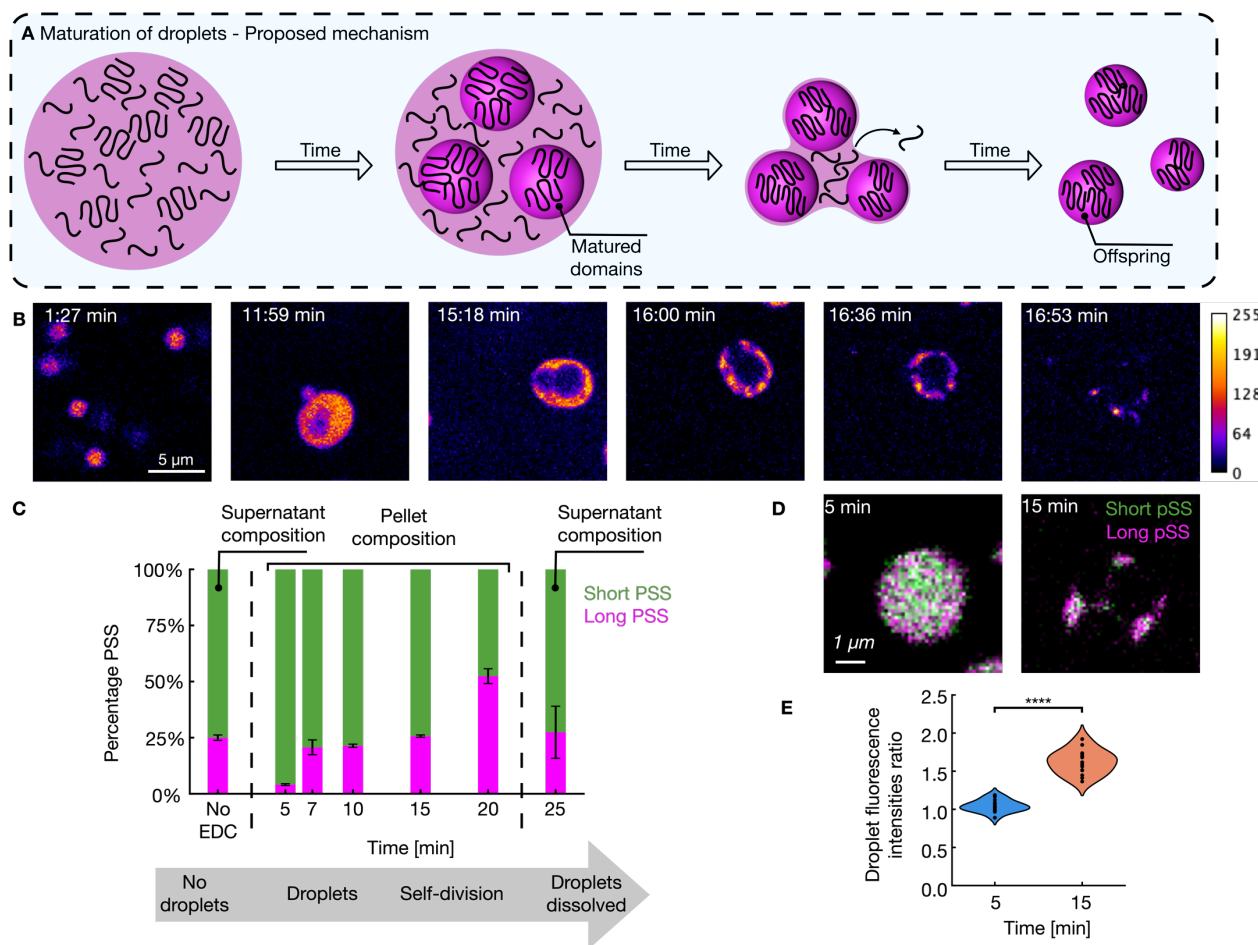 A Maturation of droplets - Proposed mechanism
Time
Time
Time
Matured
domains
Offspring
B
1:27 min
11:59 min
15:18 min
16:00 min
16:36 min
16:53 min
5 µm
255
191
128
64
0
C
Supernatant
composition
Pellet
composition
Supernatant
composition
100%
75%
50%
25%
0%
Percentage PSS
Short PSS
Long PSS
No
EDC
5
7
10
15
20
25
Time [min]
No
droplets
Droplets
Self-division
Droplets
dissolved
D
5 min
1 µm
15 min
Short pSS
Long pSS
E
****
2.5
2.0
1.5
1.0
0.5
0.0
Droplet fluorescence
intensities ratio
5
15
Time [min]